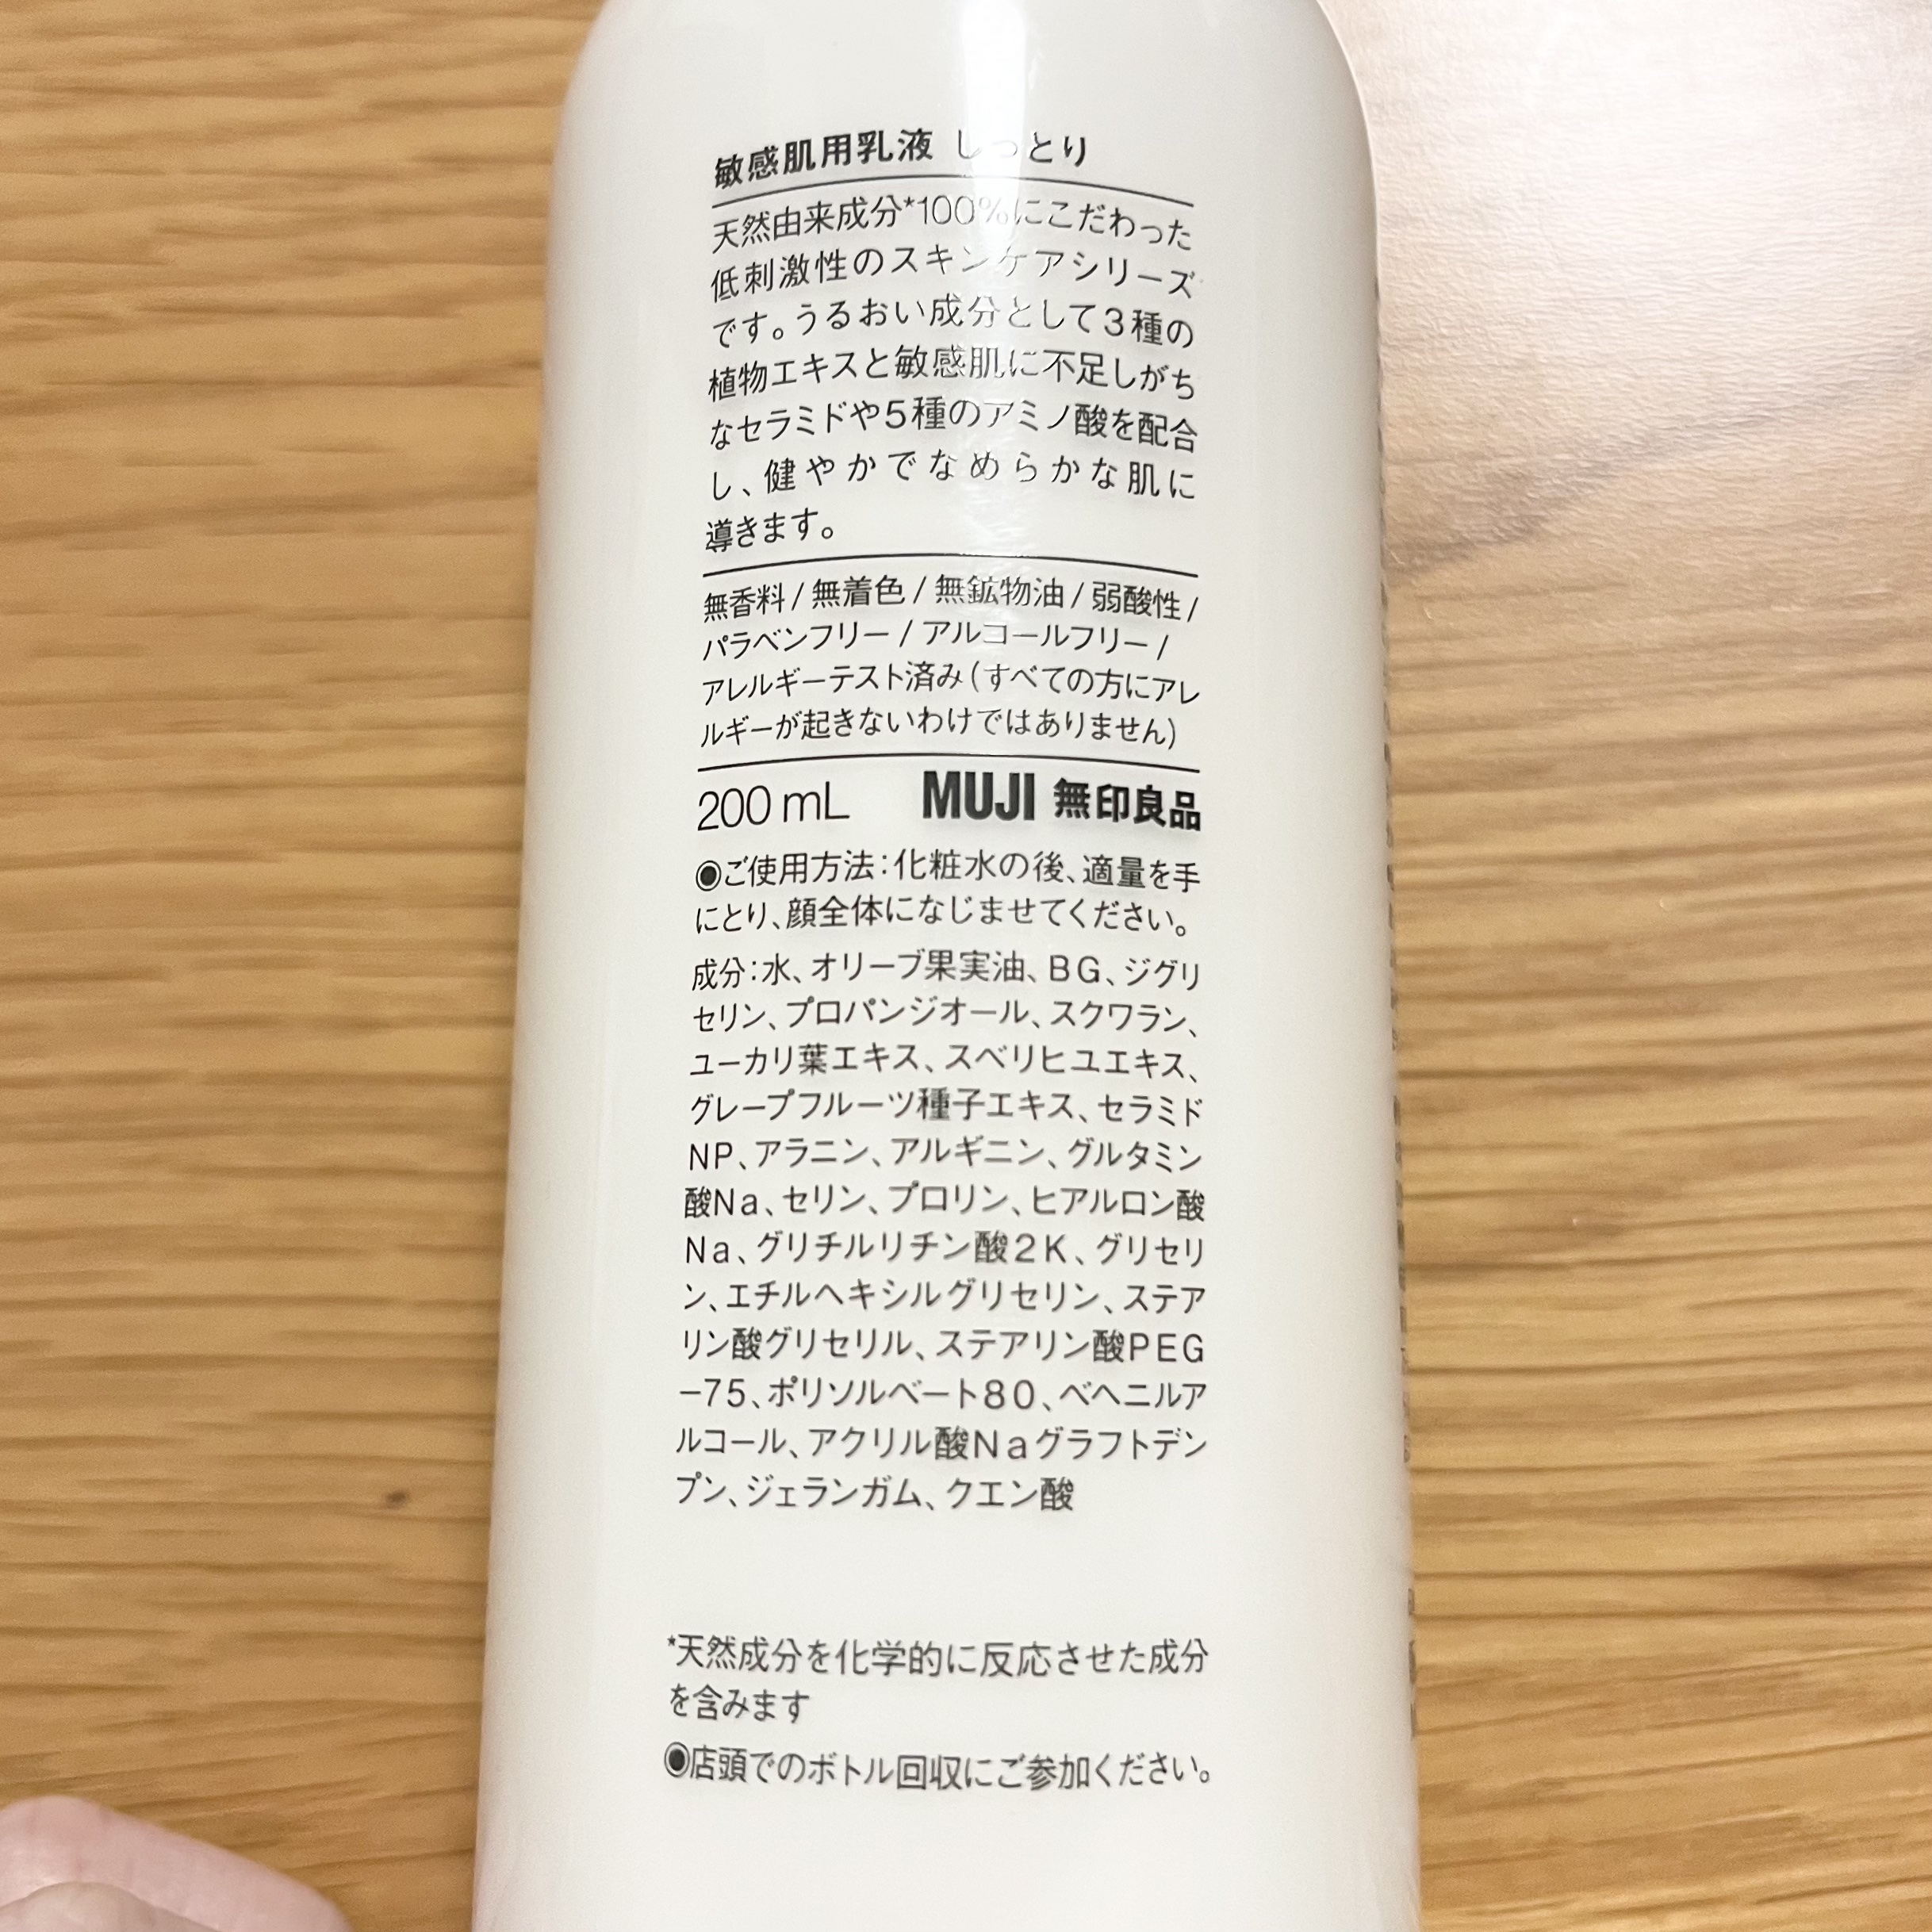 敏感肌用乳液 しっとり
天然由来成分*100%にこだわった
低刺激性のスキンケアシリーズ
です。うるおい成分として3種の
植物エキスと敏感肌に不足しがち
なセラミドや5種のアミノ酸を配合
し、健やかでなめらかな肌に
導きます。
無香料/無着色/無鉱物油/弱酸性/
パラベンフリー/アルコールフリー/
アレルギーテスト済み(すべての方にアレ
ルギーが起きないわけではありません)
200 mL MUJI 無印良品
◉ご使用方法:化粧水の後、適量を手
にとり、顔全体になじませてください。
成分:水、オリーブ果実油、BG、ジグリ
セリン、プロパンジオール、スクワラン、
ユーカリ葉エキス、スベリヒユエキス、
グレープフルーツ種子エキス、セラミド
NP、アラニン、アルギニン、グルタミン
酸Na、セリン、プロリン、ヒアルロン酸
Na、グリチルリチン酸2K、グリセリ
ン、エチルヘキシルグリセリン、ステア
リン酸グリセリル、ステアリン酸PEG
-75、ポリソルベート80、ベヘニルア
ルコール、アクリル酸Naグラフトデン
プン、ジェランガム、クエン酸
*天然成分を化学的に反応させた成分
を含みます
◉店頭でのボトル回収にご参加ください。